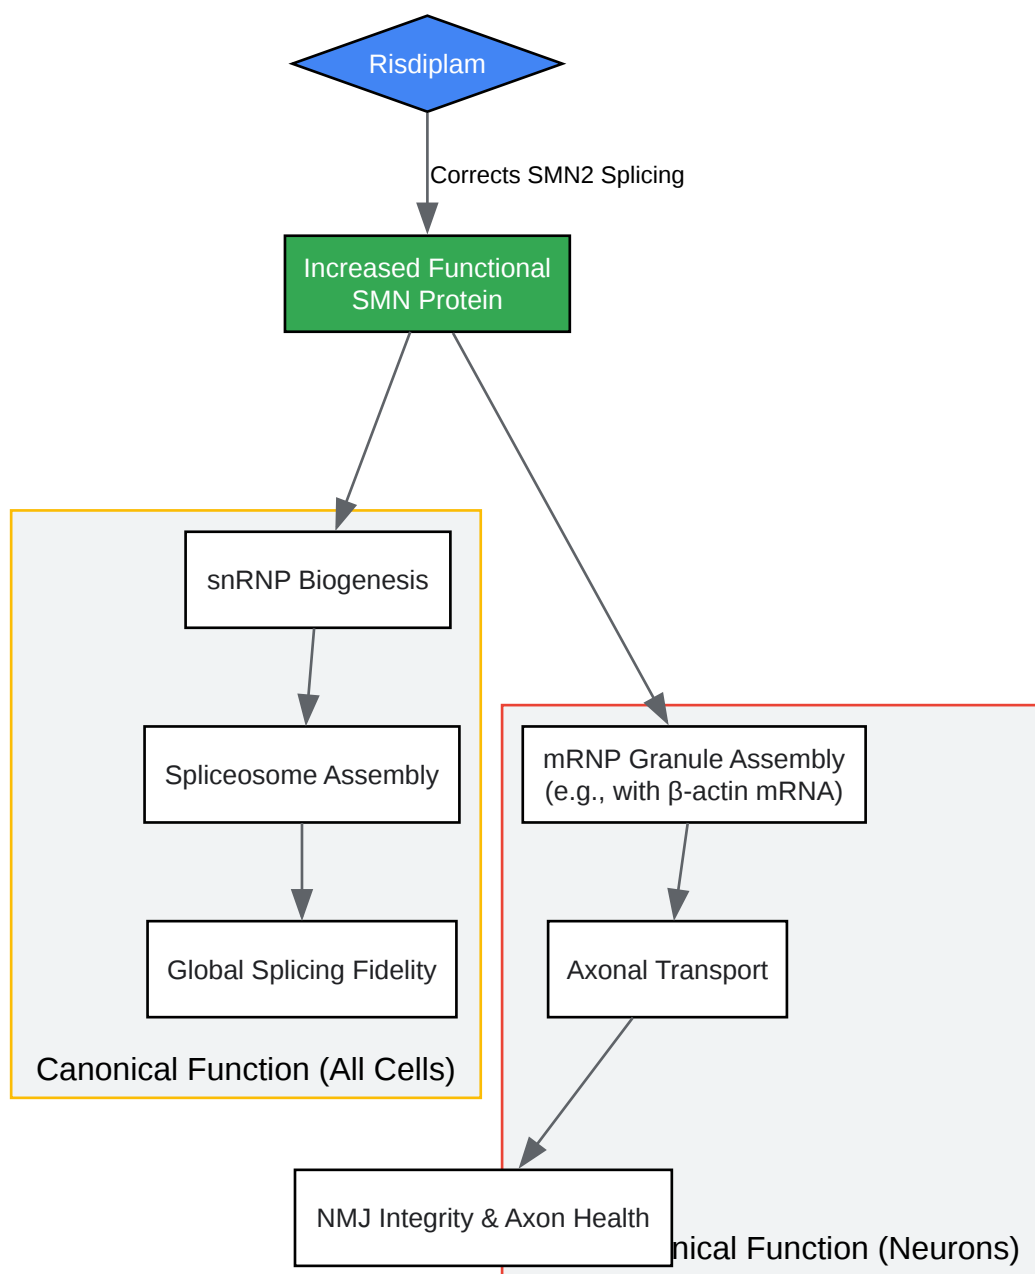 Risdiplam
Corrects SMN2 Splicing
Increased Functional
SMN Protein
snRNP Biogenesis
Spliceosome Assembly
Global Splicing Fidelity
Canonical Function (All Cells)
mRNP Granule Assembly
(e.g., with β-actin mRNA)
Axonal Transport
NMJ Integrity & Axon Health
Function (Neurons)